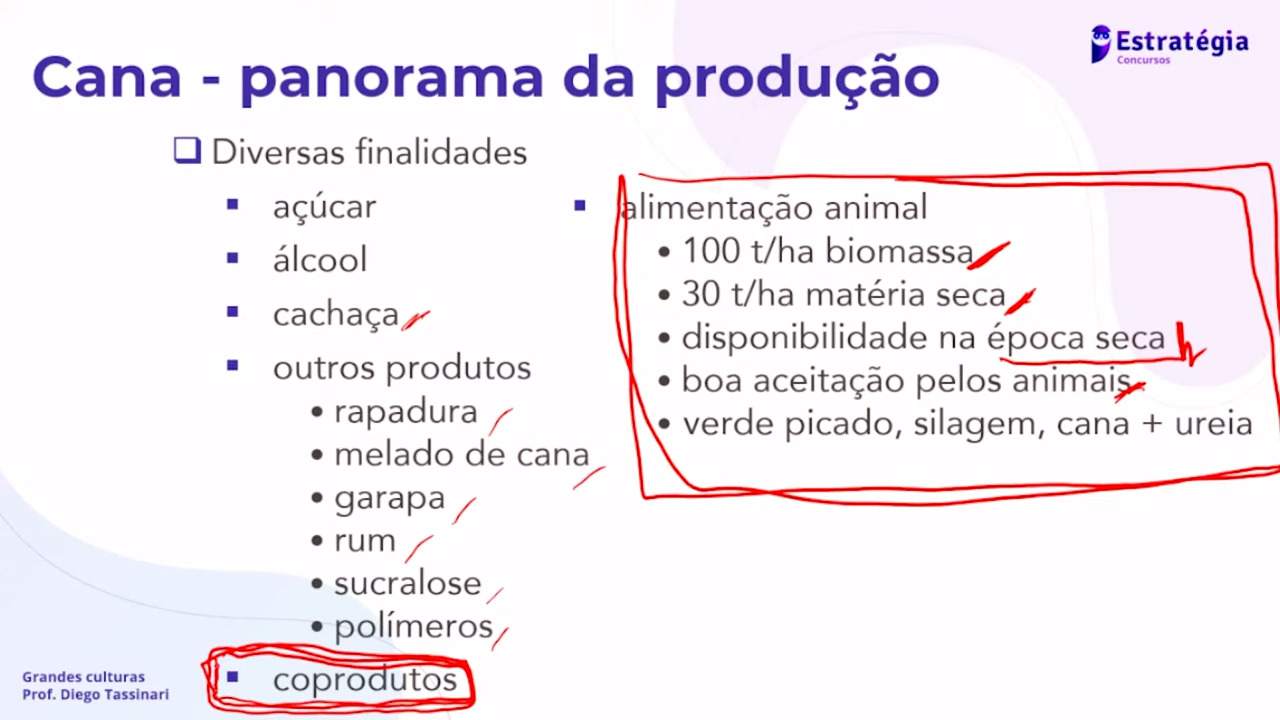 Estratégia
Concursos
Cana - panorama da produção
❑ Diversas finalidades
▪ açúcar
▪ álcool
▪ cachaça
▪ outros produtos
• rapadura
• melado de cana
• garapa
• rum
• sucralose
• polímeros
▪ coprodutos
▪ alimentação animal
• 100 t/ha biomassa
• 30 t/ha matéria seca
• disponibilidade na época seca
• boa aceitação pelos animais
• verde picado, silagem, cana + ureia
Grandes culturas
Prof. Diego Tassinari